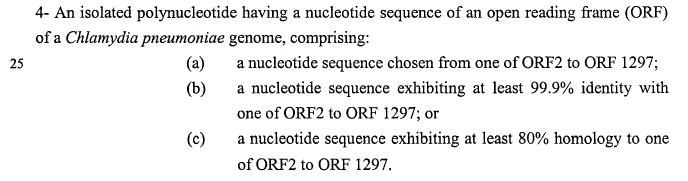 4- An isolated polynucleotide having a nucleotide sequence of an open reading frame (ORF)
of a Chlamydia pneumoniae genome, comprising:
25 (a) a nucleotide sequence chosen from one of ORF2 to ORF 1297;
(b) a nucleotide sequence exhibiting at least 99.9% identity with
one of ORF2 to ORF 1297; or
(c) a nucleotide sequence exhibiting at least 80% homology to one
of ORF2 to ORF 1297.